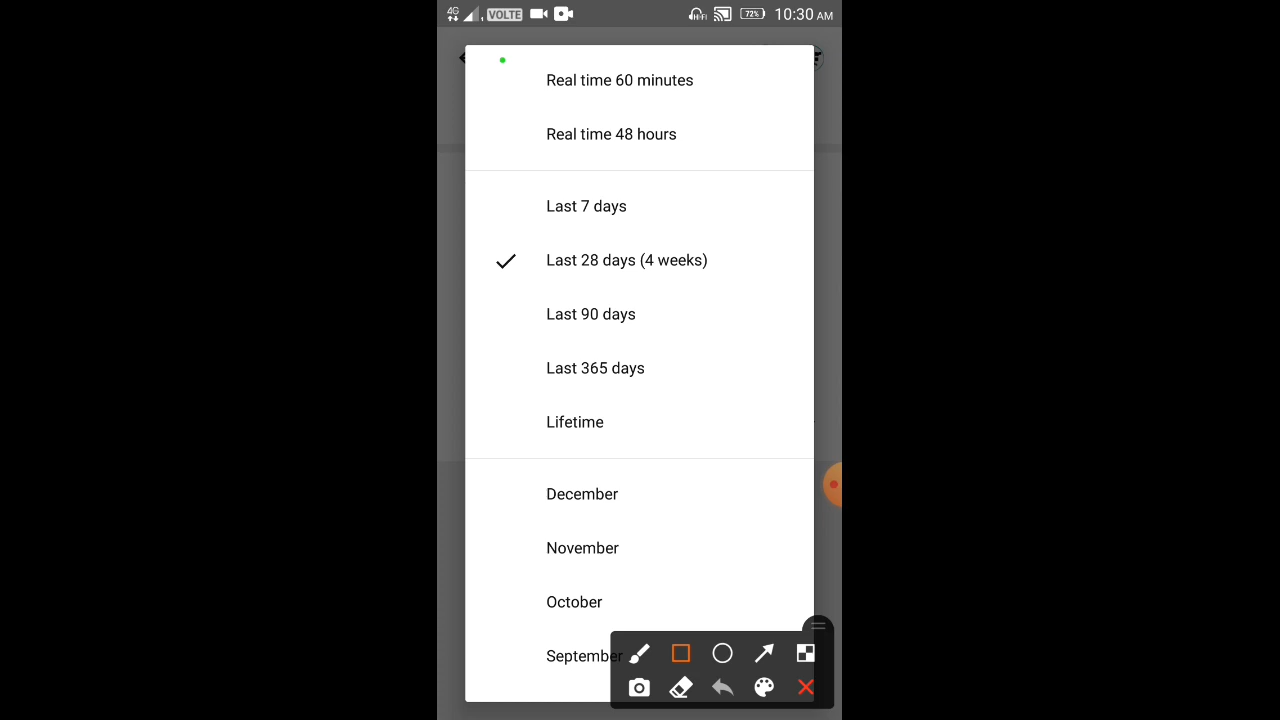 4G VOLTE 72% 10:30 AM
Real time 60 minutes
Real time 48 hours
Last 7 days
Last 28 days (4 weeks)
Last 90 days
Last 365 days
Lifetime
December
November
October
September